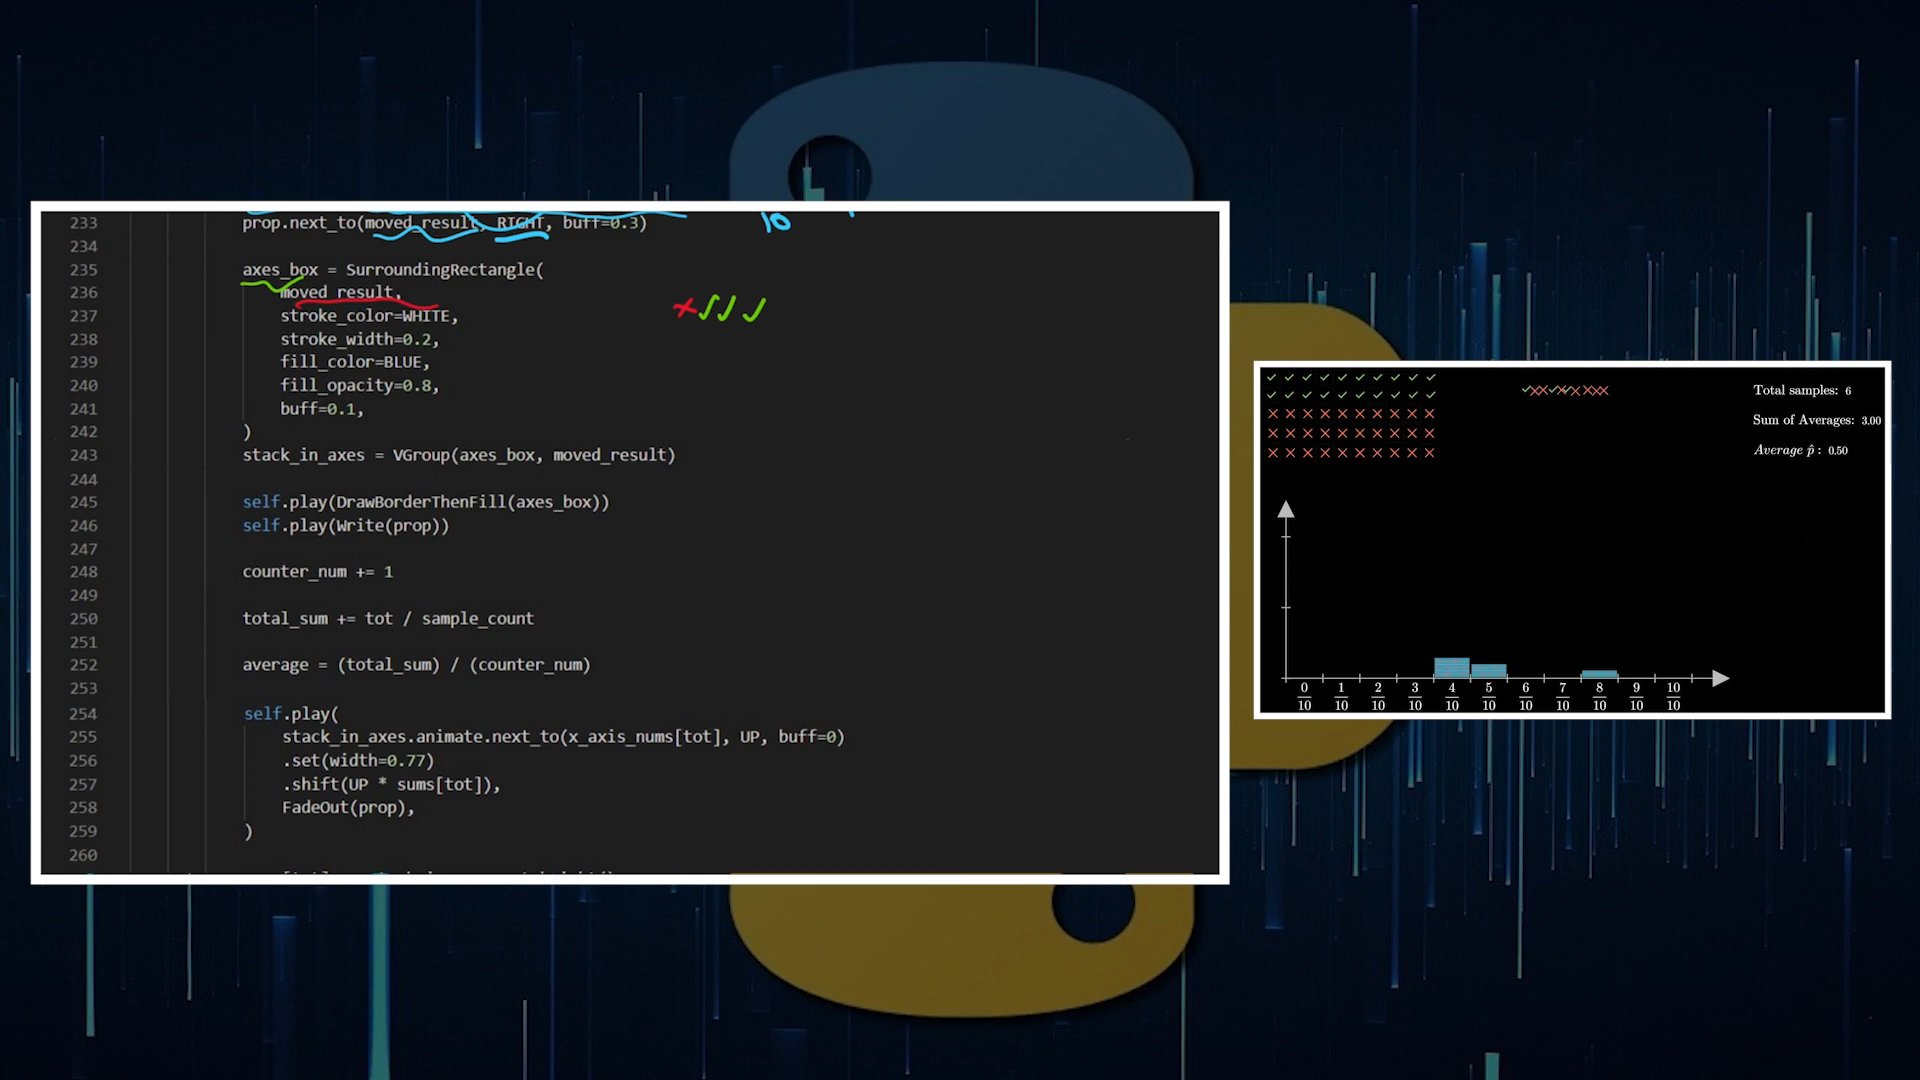 233 prop.next_to(moved_result, RIGHT, buff=0.3)
10
234
235 axes_box = SurroundingRectangle(
236 moved_result,
237 stroke_color=WHITE,
238 stroke_width=0.2,
239 fill_color=BLUE,
240 fill_opacity=0.8,
241 buff=0.1,
242 )
243 stack_in_axes = VGroup(axes_box, moved_result)
244
245 self.play(DrawBorderThenFill(axes_box))
246 self.play(Write(prop))
247
248 counter_num += 1
249
250 total_sum += tot / sample_count
251
252 average = (total_sum) / (counter_num)
253
254 self.play(
255 stack_in_axes.animate.next_to(x_axis_nums[tot], UP, buff=0)
256 .set(width=0.77)
257 .shift(UP * sums[tot]),
258 FadeOut(prop),
259 )
260
Total samples: 6
Sum of Averages: 3.00
Average p̂ : 0.50
0 1 2 3 4 5 6 7 8 9 10
10 10 10 10 10 10 10 10 10 10 10